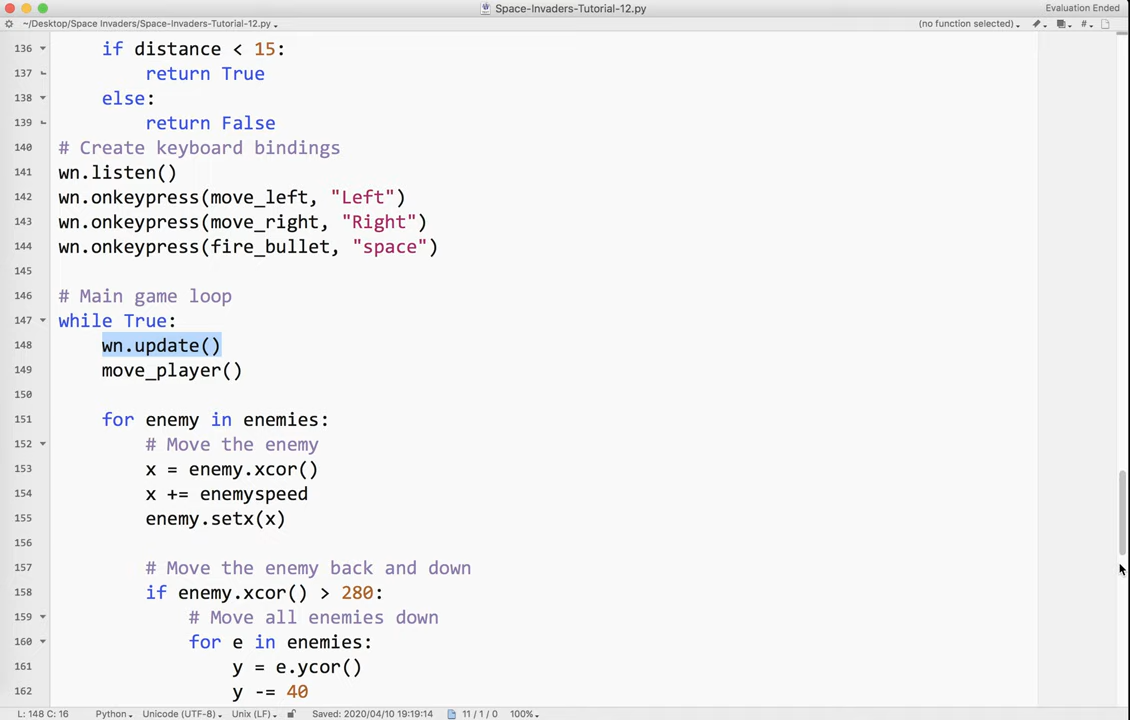 Space-Invaders-Tutorial-12.py
Evaluation Ended
~/Desktop/Space Invaders/Space-Invaders-Tutorial-12.py
(no function selected)
136 if distance < 15:
137 return True
138 else:
139 return False
140 # Create keyboard bindings
141 wn.listen()
142 wn.onkeypress(move_left, "Left")
143 wn.onkeypress(move_right, "Right")
144 wn.onkeypress(fire_bullet, "space")
145
146 # Main game loop
147 while True:
148 wn.update()
149 move_player()
150
151 for enemy in enemies:
152 # Move the enemy
153 x = enemy.xcor()
154 x += enemyspeed
155 enemy.setx(x)
156
157 # Move the enemy back and down
158 if enemy.xcor() > 280:
159 # Move all enemies down
160 for e in enemies:
161 y = e.ycor()
162 y -= 40
L: 148 C: 16 Python Unicode (UTF-8) Unix (LF) Saved: 2020/04/10 19:19:14 11 / 1 / 0 100%